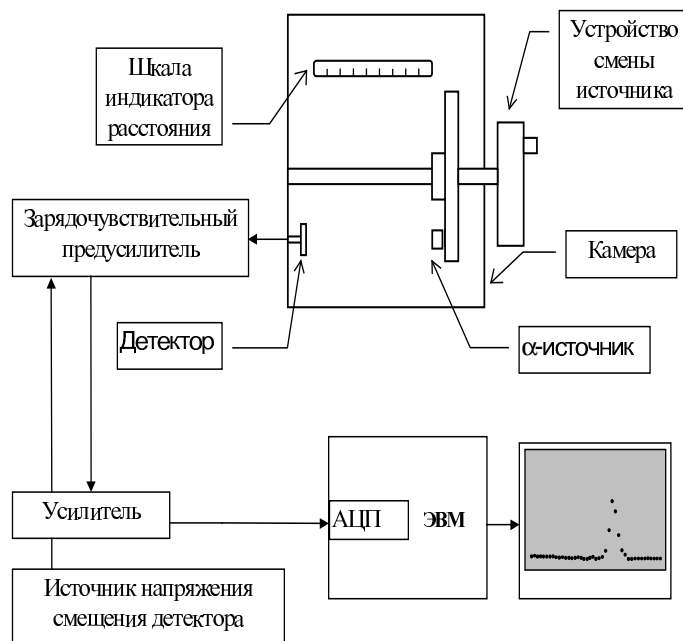 Шкала
индикатора
расстояния
Устройство
смены
источника
Зарядочувствительный
предусилитель
Камера
Детектор
α-источник
Усилитель
АЦП
ЭВМ
Источник напряжения
смещения детектора